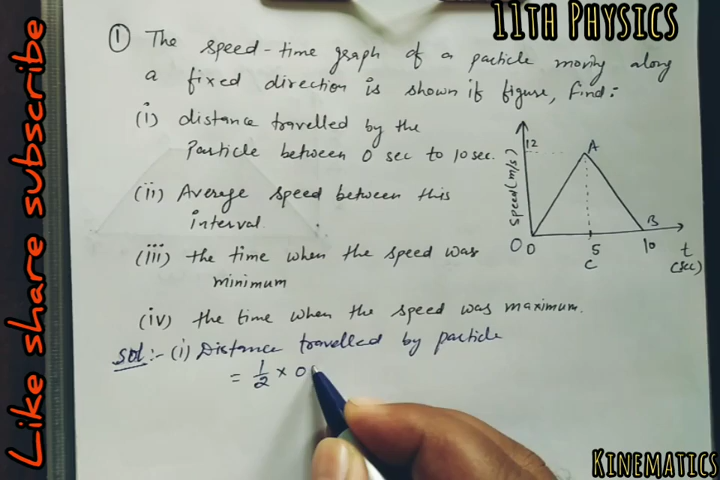 11th Physics
Like share subscribe
① The speed-time graph of a particle moving along
a fixed direction is shown if figure, Find:
(i) distance travelled by the
Particle between 0 sec to 10 sec.
(ii) Average speed between this
interval.
(iii) the time when the speed was
minimum
(iv) the time when the speed was maximum.
Speed (m/s)
12
A
B
O
0
5
10
C
t
(sec)
Sol:- (i) Distance travelled by particle
= 1/2 × 0
Kinematics